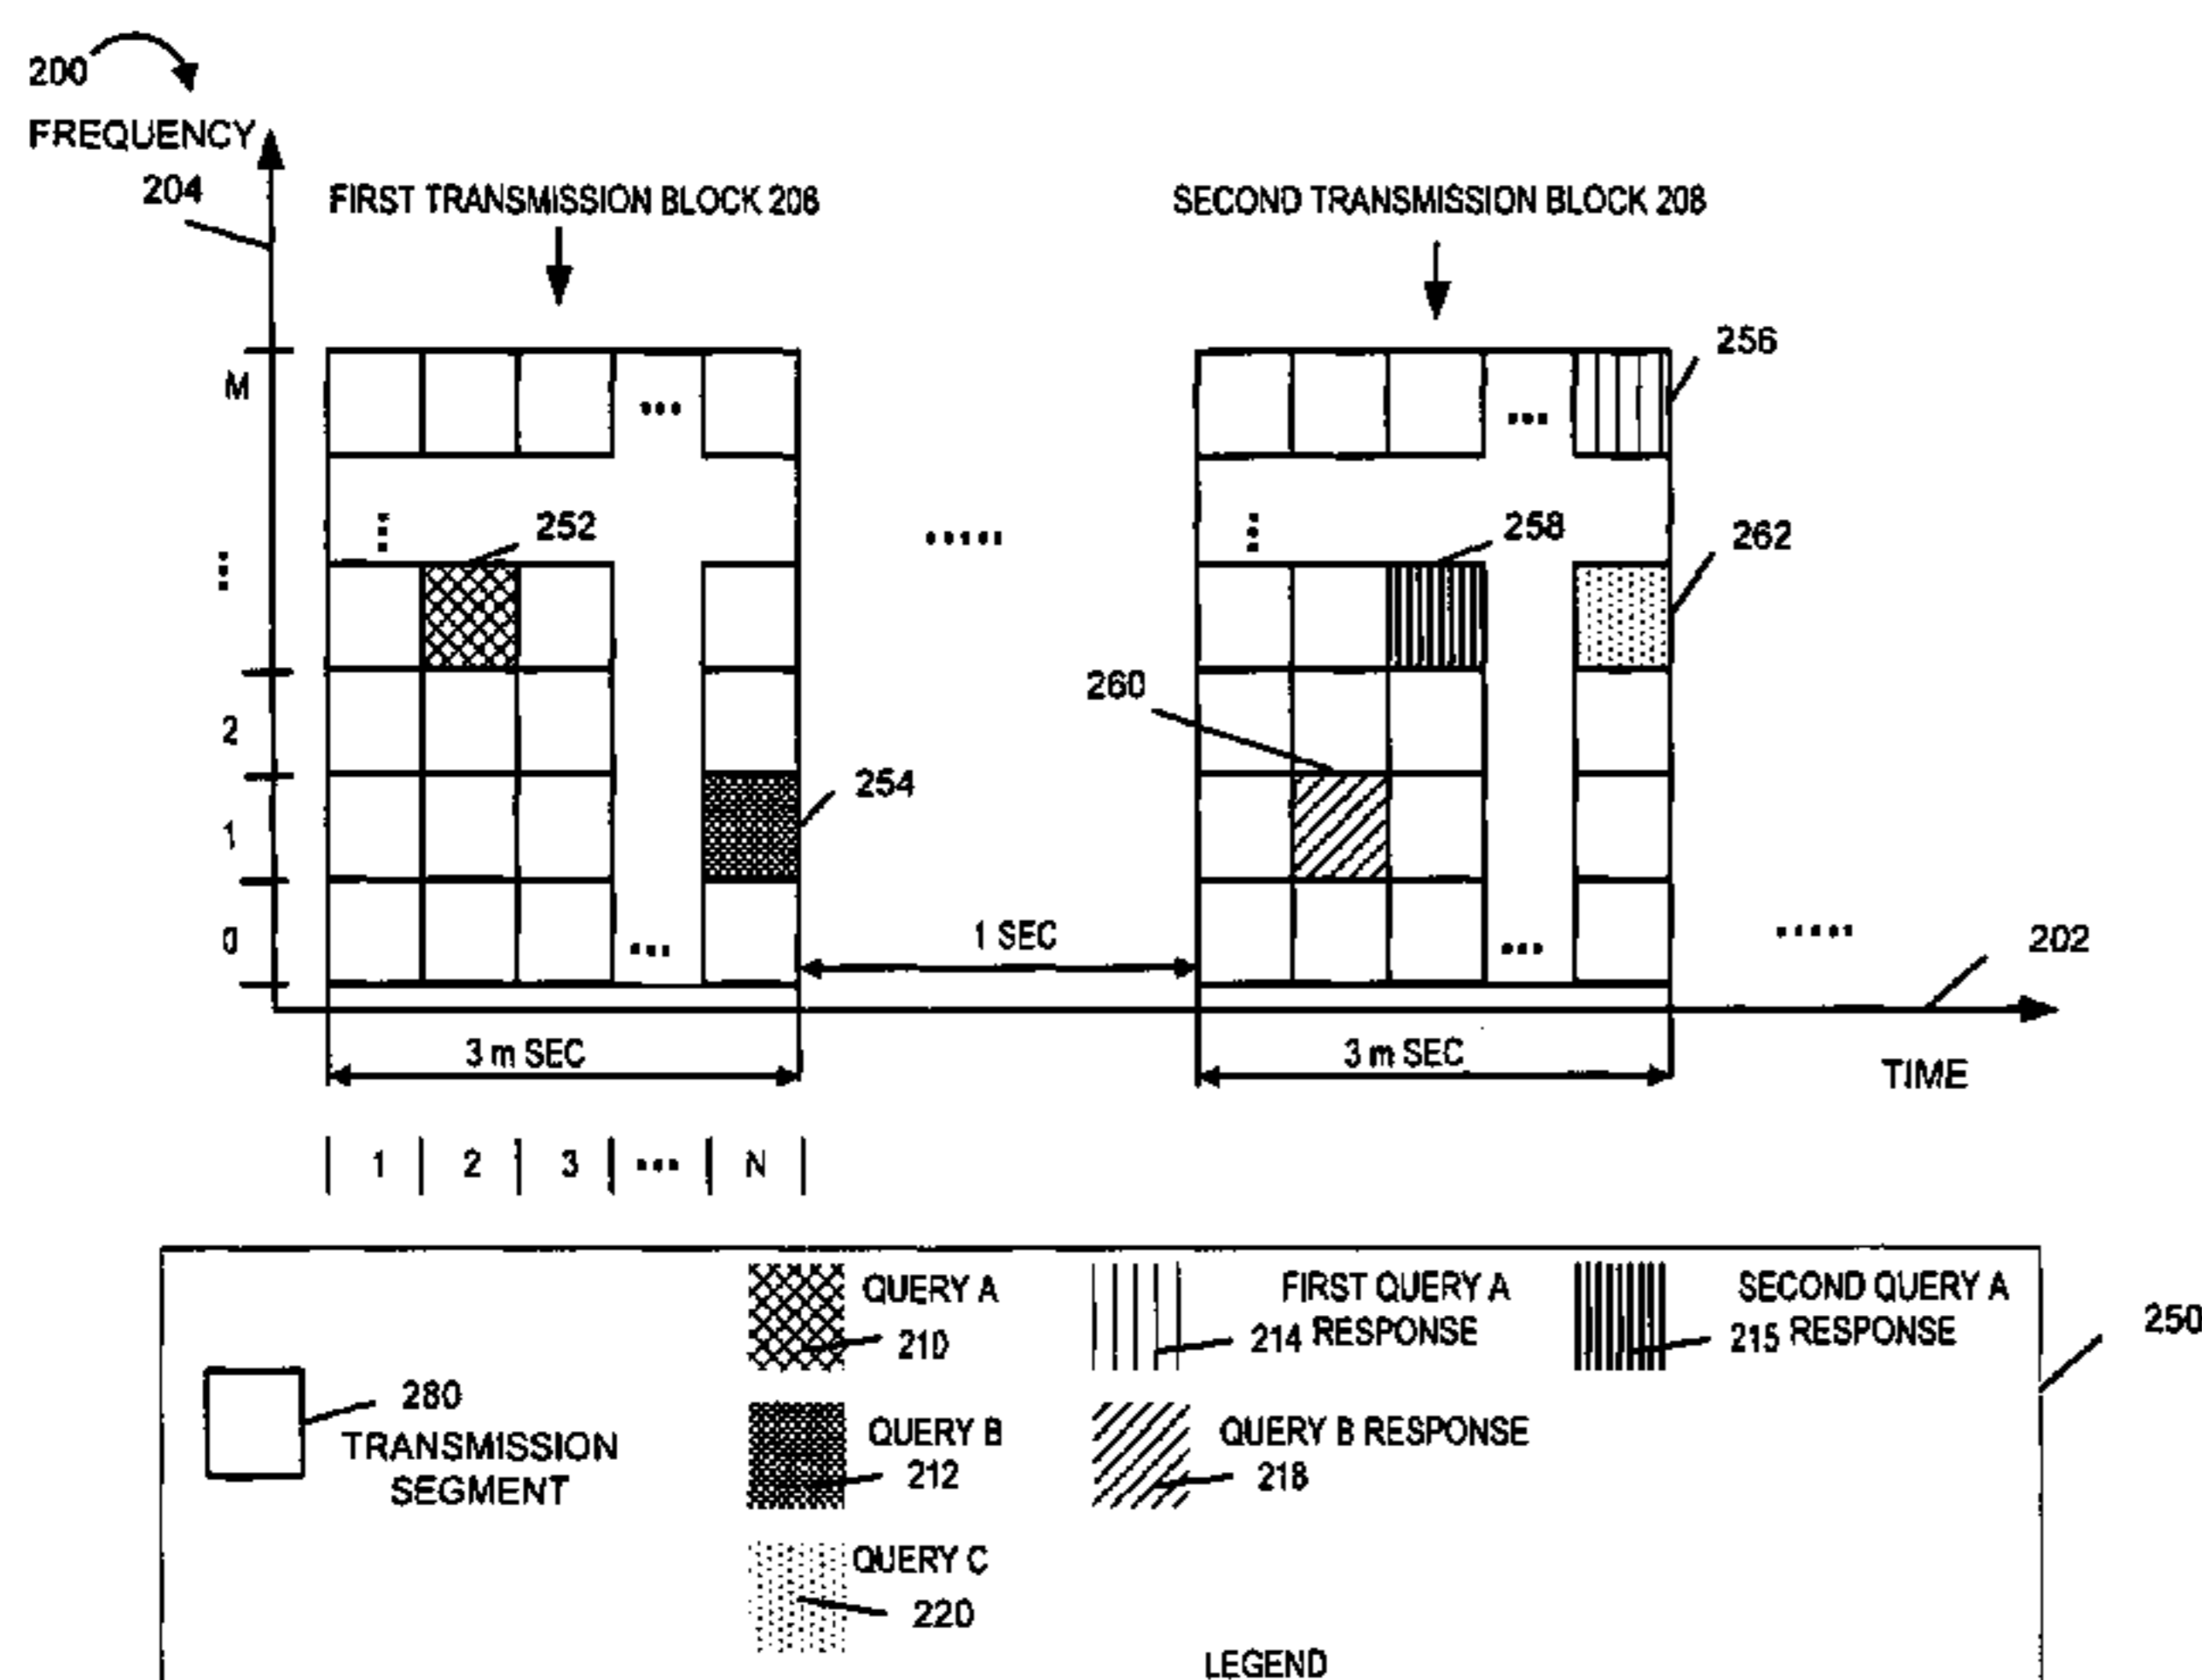 200
FREQUENCY
204
FIRST TRANSMISSION BLOCK 206
SECOND TRANSMISSION BLOCK 208
256
M
...
...
...
252
.....
...
258
262
...
260
2
254
1
0
...
1 SEC
...
.....
202
3 m SEC
3 m SEC
TIME
1 2 3 ... N
QUERY A
210
FIRST QUERY A
214 RESPONSE
SECOND QUERY A
215 RESPONSE
250
280
TRANSMISSION
SEGMENT
QUERY B
212
QUERY B RESPONSE
218
QUERY C
220
LEGEND